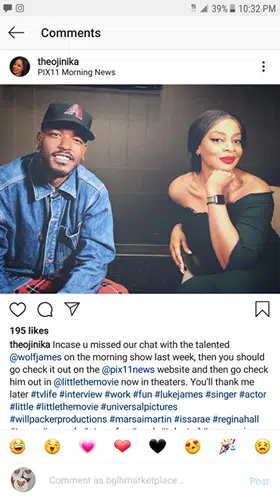 39% 10:32 PM
Comments
theojinika
PIX11 Morning News
195 likes
theojinika Incase u missed our chat with the talented
@wolfjames on the morning show last week, then you should
go check it out on the @pix11news website and then go check
him out in @littlethemovie now in theaters. You'll thank me
later #tvlife #interview #work #fun #lukejames #singer #actor
#little #littlethemovie #universalpictures
#willpackerproductions #marsaimartin #issarae #reginahall
Comment as bglhmarketplace...
Post